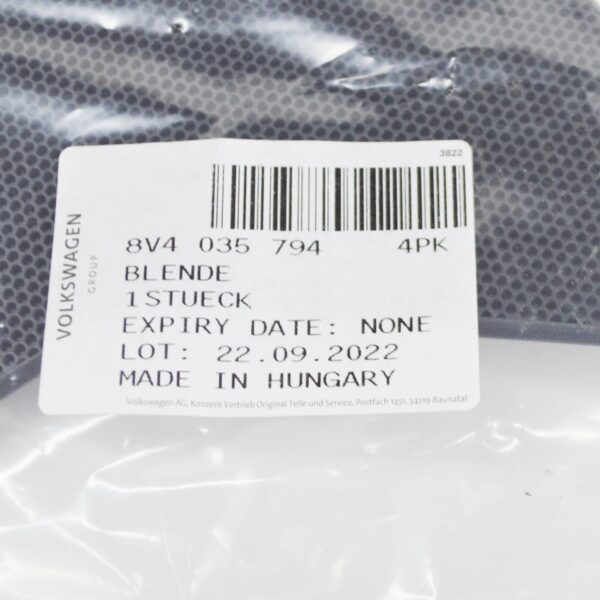 3822
VOLKSWAGEN
GROUP
8V4 035 794 4PK
BLENDE
1STUECK
EXPIRY DATE: NONE
LOT: 22.09.2022
MADE IN HUNGARY
Volkswagen AG, Konzern Vertrieb Original Teile und Service, Postfach 1451, 34219 Baunatal